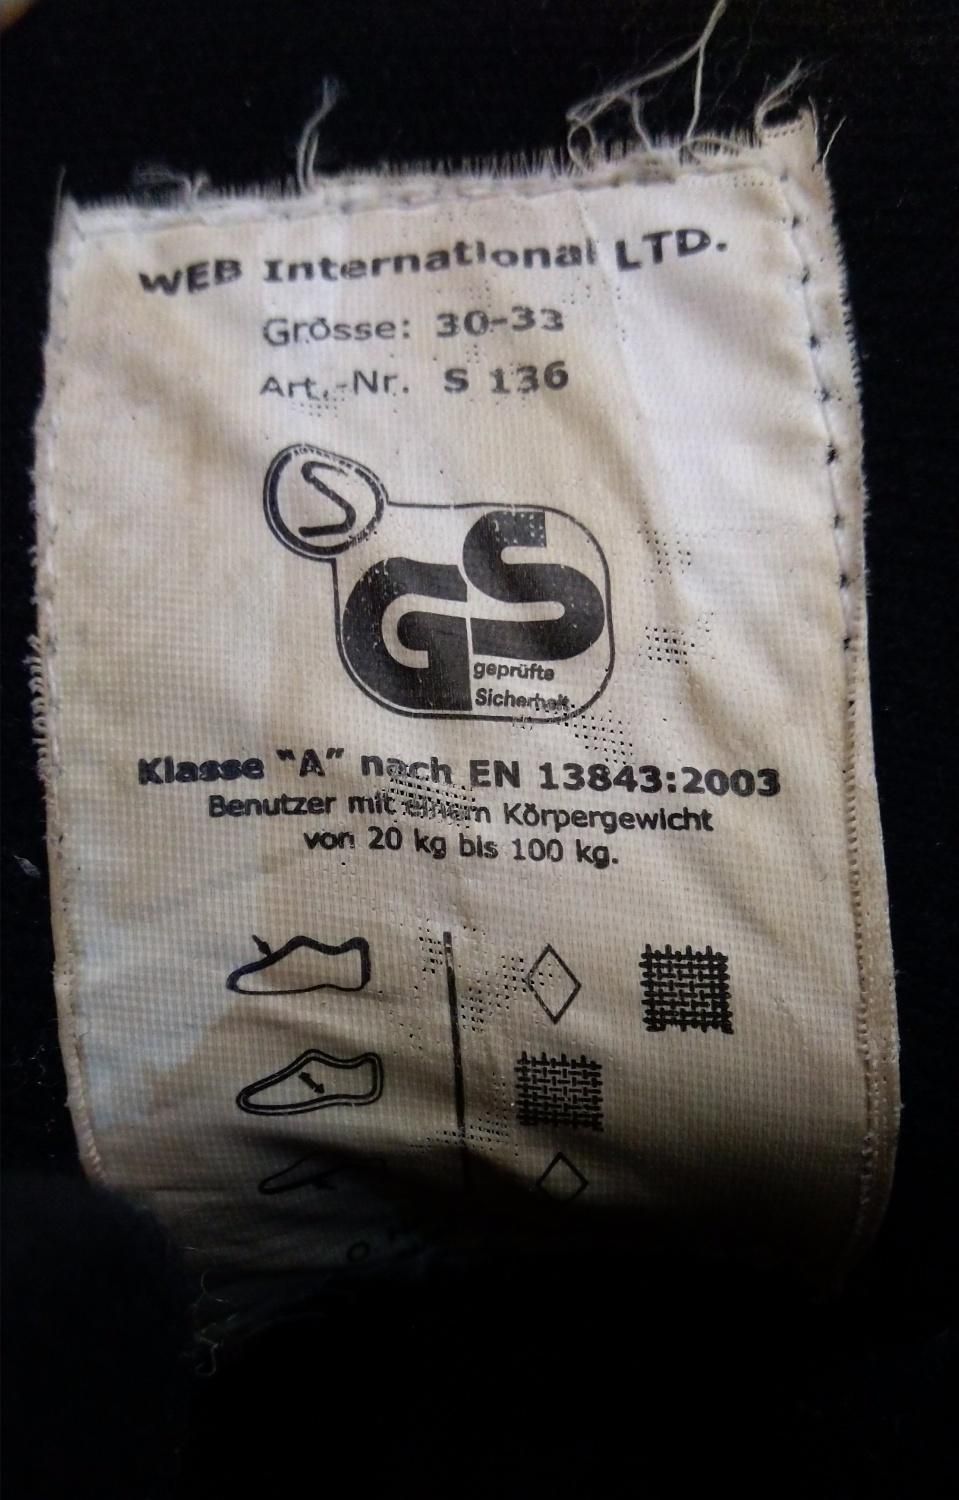 WEB International LTD.
Grösse: 30-33
Art.-Nr. S 136
S
GS
geprüfte
Sicherheit
Klasse "A" nach EN 13843:2003
Benutzer mit einem Körpergewicht
von 20 kg bis 100 kg.